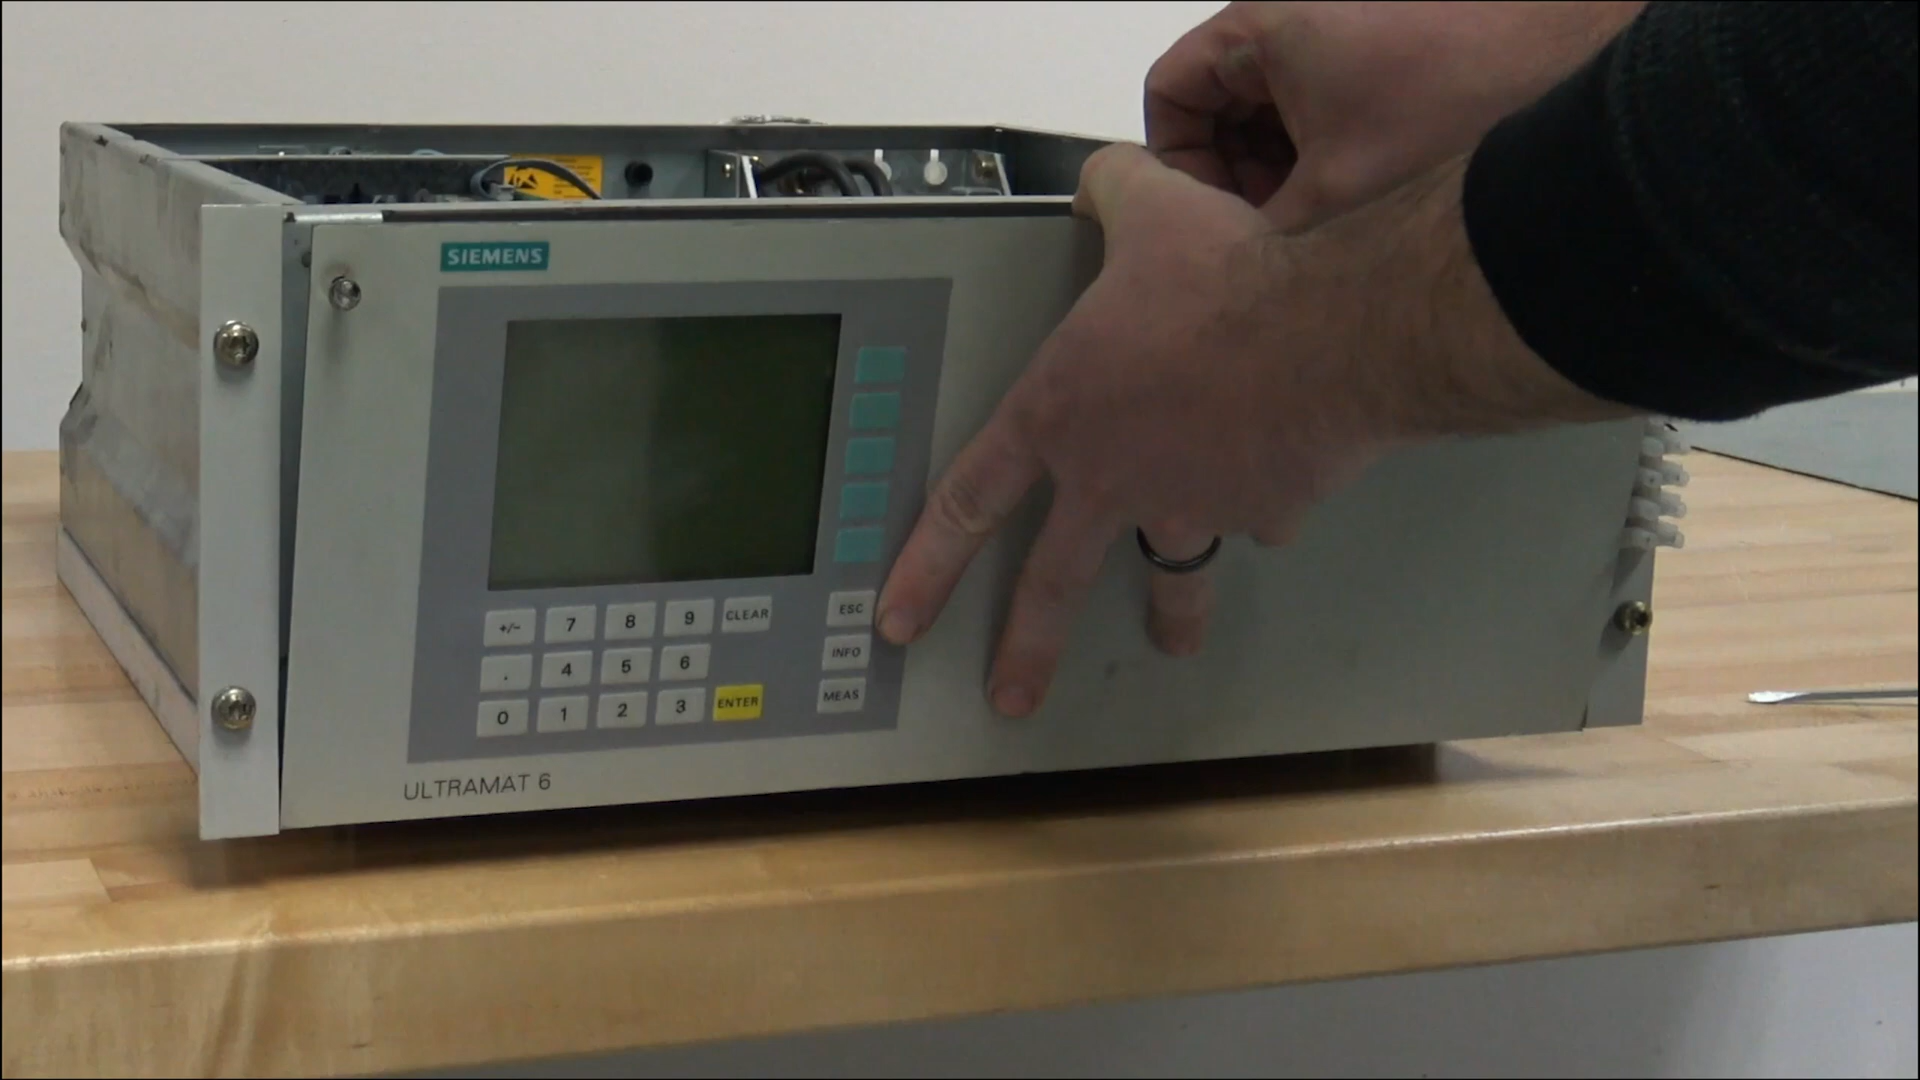 SIEMENS
+/- 7 8 9 CLEAR ESC
. 4 5 6 INFO
0 1 2 3 ENTER MEAS
ULTRAMAT 6